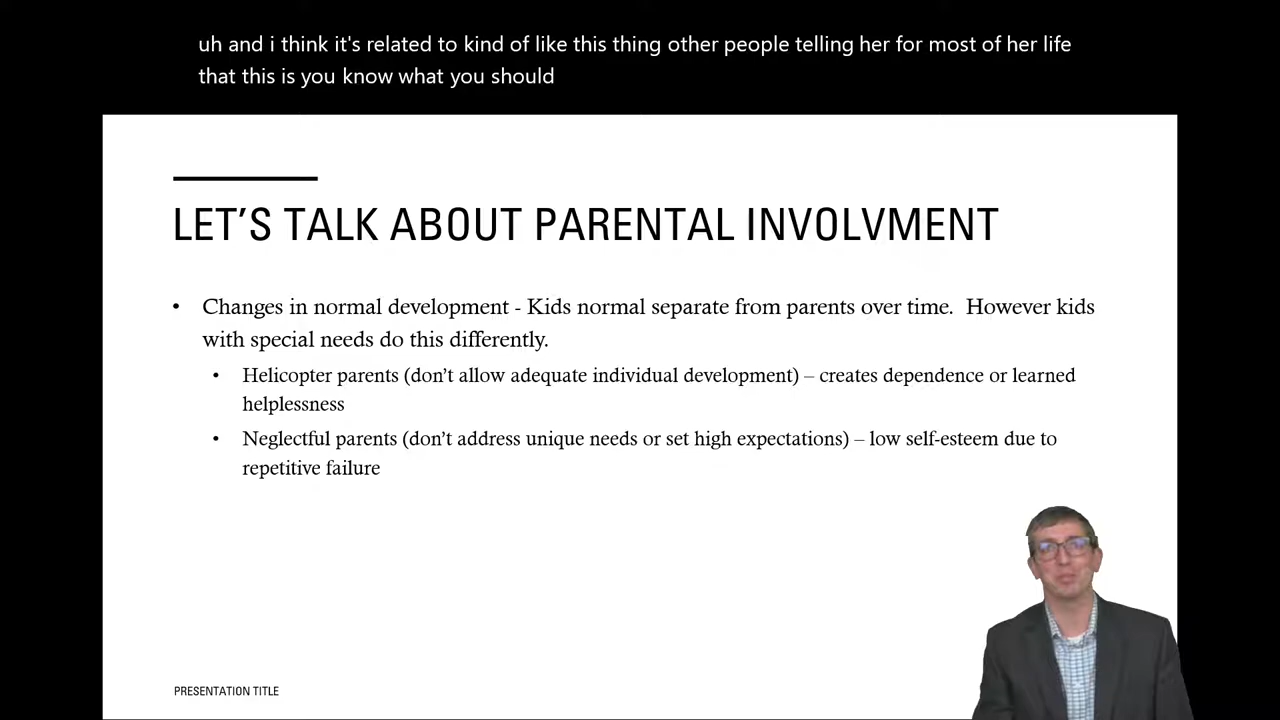 uh and i think it's related to kind of like this thing other people telling her for most of her life
that this is you know what you should
LET'S TALK ABOUT PARENTAL INVOLVMENT
• Changes in normal development - Kids normal separate from parents over time.  However kids
with special needs do this differently.
• Helicopter parents (don't allow adequate individual development) – creates dependence or learned
helplessness
• Neglectful parents (don't address unique needs or set high expectations) – low self-esteem due to
repetitive failure
PRESENTATION TITLE